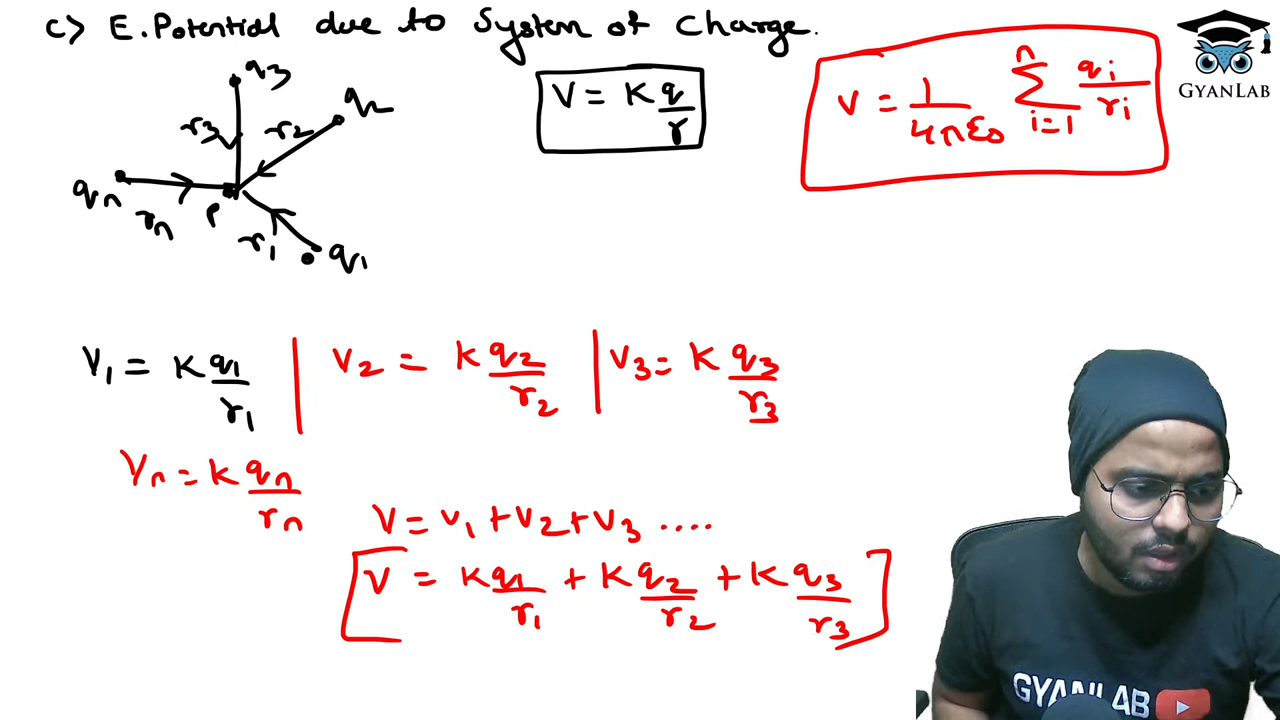 c) E.Potential due to System of Charge.
GYANLAB
q3
q2
r3
r2
qn
rn
P
r1
q1
V = K q/r
V = 1/4πε0 n∑i=1 qi/ri
V1 = K q1/r1 | V2 = K q2/r2 | V3 = K q3/r3
Vn = K qn/rn
V = V1 + V2 + V3 ....
[V = K q1/r1 + K q2/r2 + K q3/r3]
GYANLAB